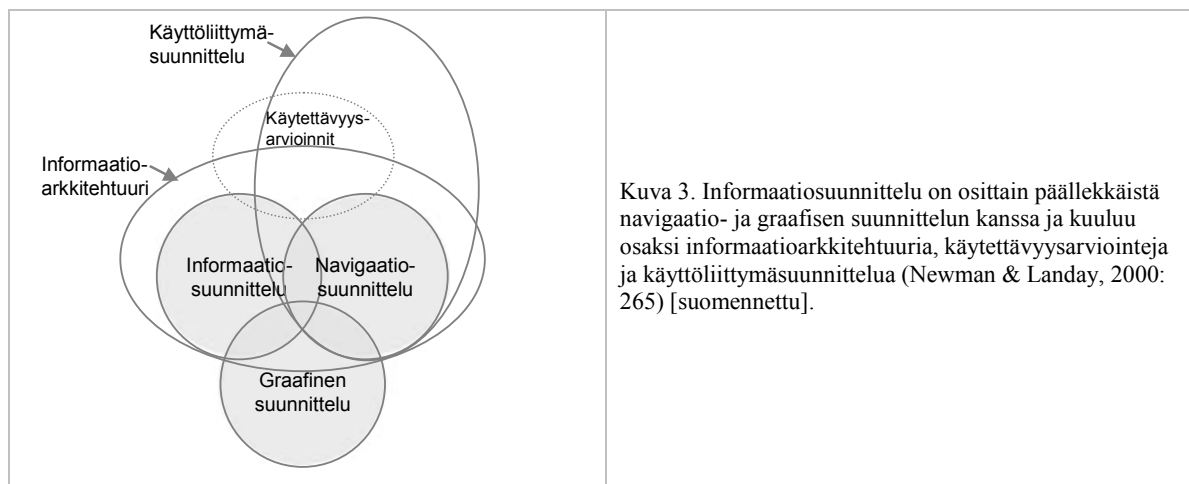 Käyttöliittymä-
suunnittelu
Käytettävyys-
arvioinnit
Informaatio-
arkkitehtuuri
Informaatio-
suunnittelu
Navigaatio-
suunnittelu
Graafinen
suunnittelu
Kuva 3. Informaatiosuunnittelu on osittain päällekkäistä
navigaatio- ja graafisen suunnittelun kanssa ja kuuluu
osaksi informaatioarkkitehtuuria, käytettävyysarviointeja
ja käyttöliittymäsuunnittelua (Newman & Landay, 2000:
265) [suomennettu].